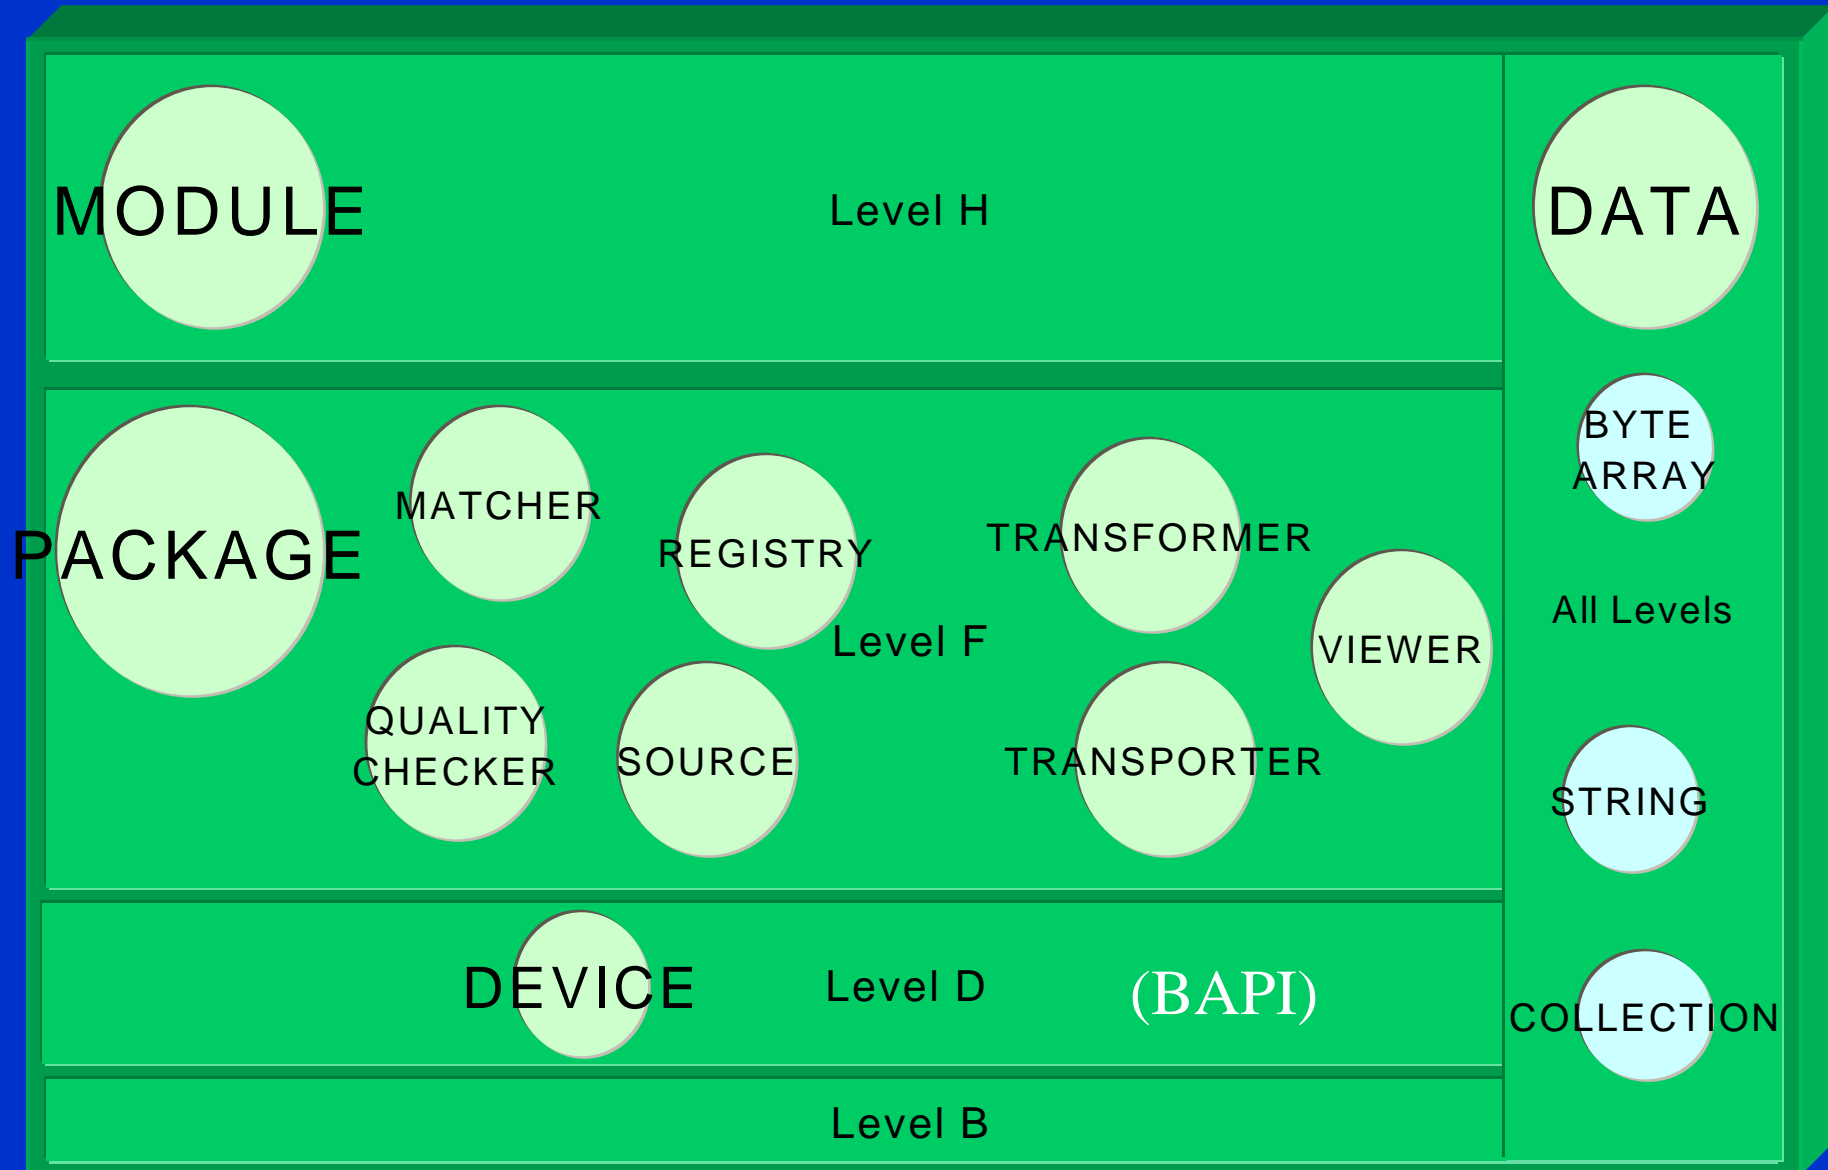 MODULE
Level H
DATA
PACKAGE
MATCHER
REGISTRY
TRANSFORMER
VIEWER
Level F
QUALITY
CHECKER
SOURCE
TRANSPORTER
BYTE
ARRAY
All Levels
STRING
COLLECTION
DEVICE
Level D
(BAPI)
Level B